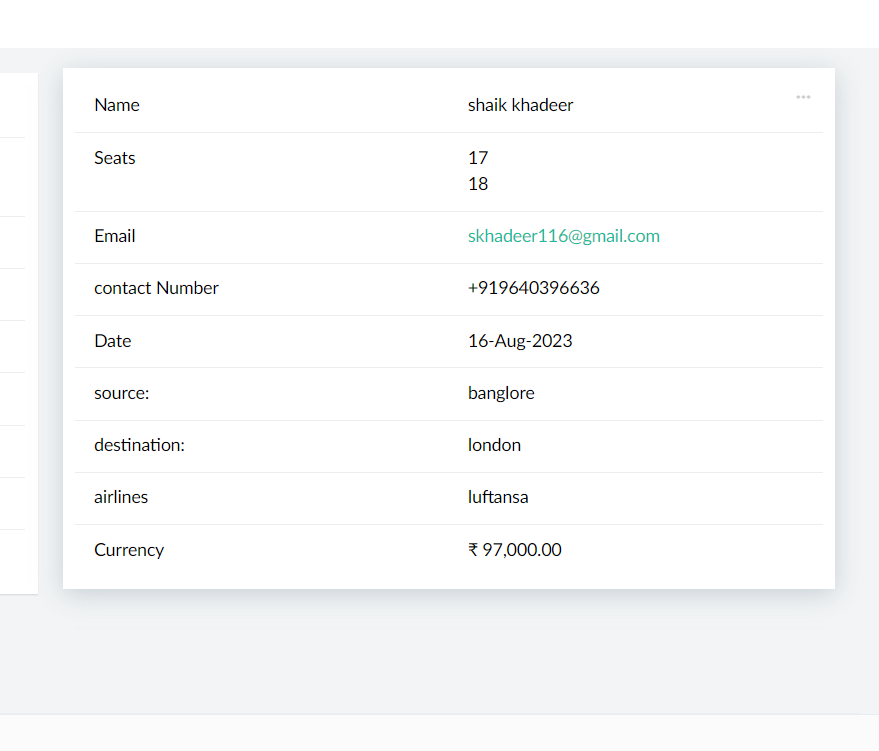 Name shaik khadeer
Seats 17
18
Email skhadeer116@gmail.com
contact Number +919640396636
Date 16-Aug-2023
source: banglore
destination: london
airlines luftansa
Currency ₹ 97,000.00